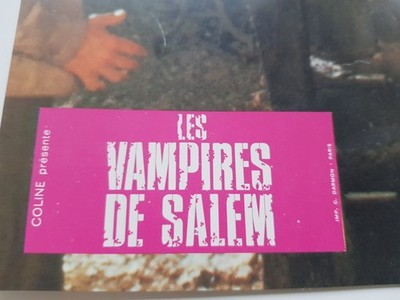 COLINE présente
LES
VAMPIRES
DE SALEM
IMP. G. DARMON - PARIS